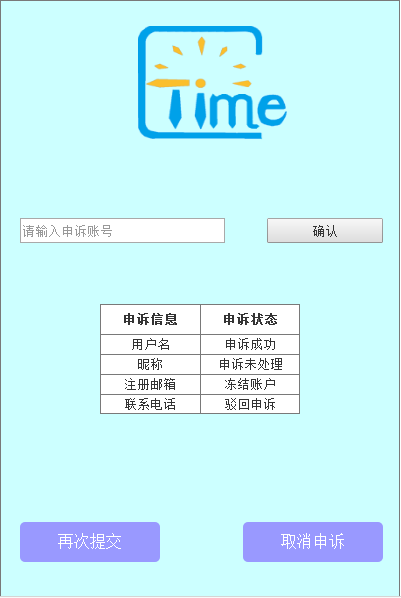 Time
请输入申诉账号 确认
申诉信息 申诉状态
用户名 申诉成功
昵称 申诉未处理
注册邮箱 冻结账户
联系电话 驳回申诉
再次提交 取消申诉